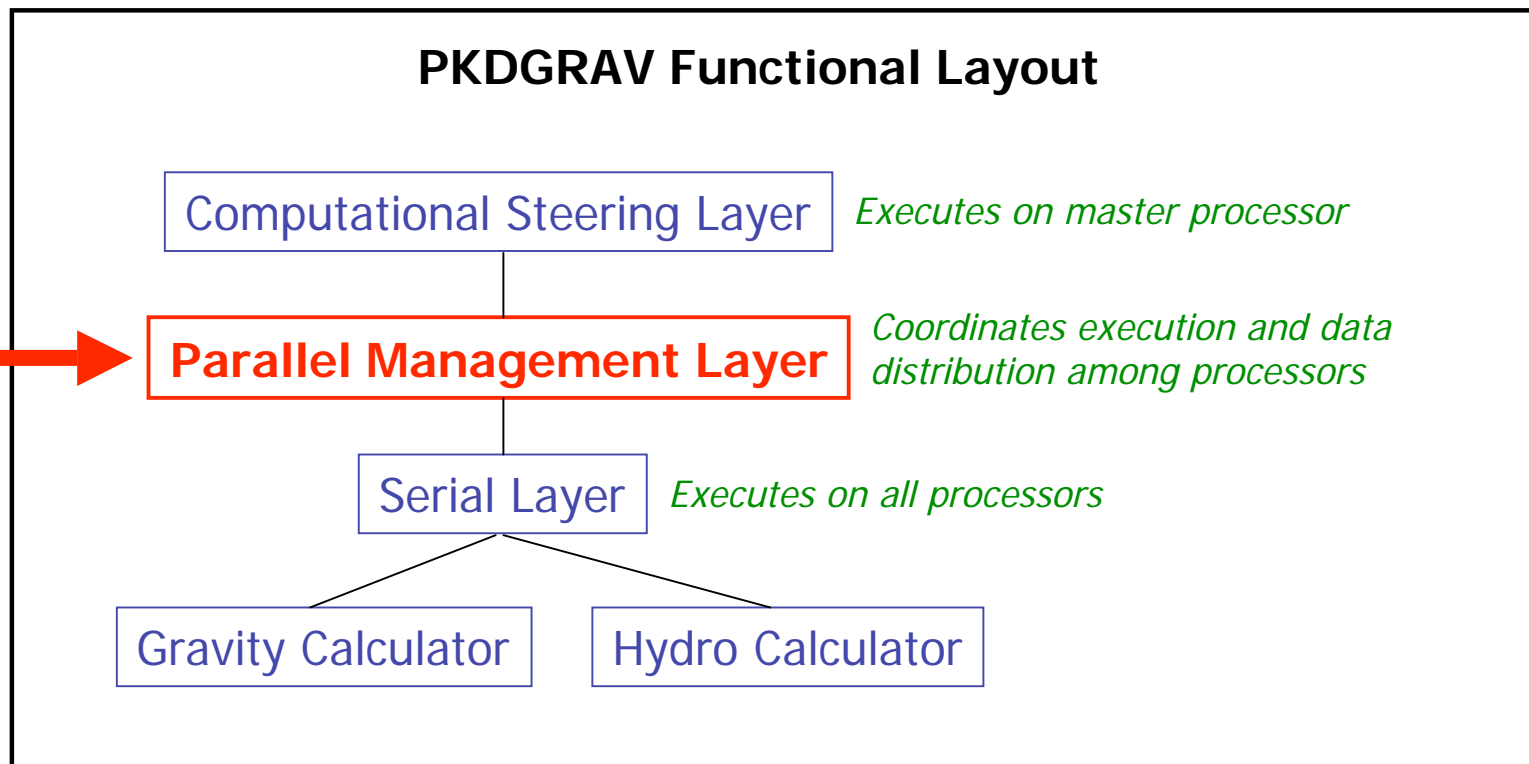 PKDGRAV Functional Layout
Computational Steering Layer
Executes on master processor
Parallel Management Layer
Coordinates execution and data
distribution among processors
Serial Layer
Executes on all processors
Gravity Calculator
Hydro Calculator